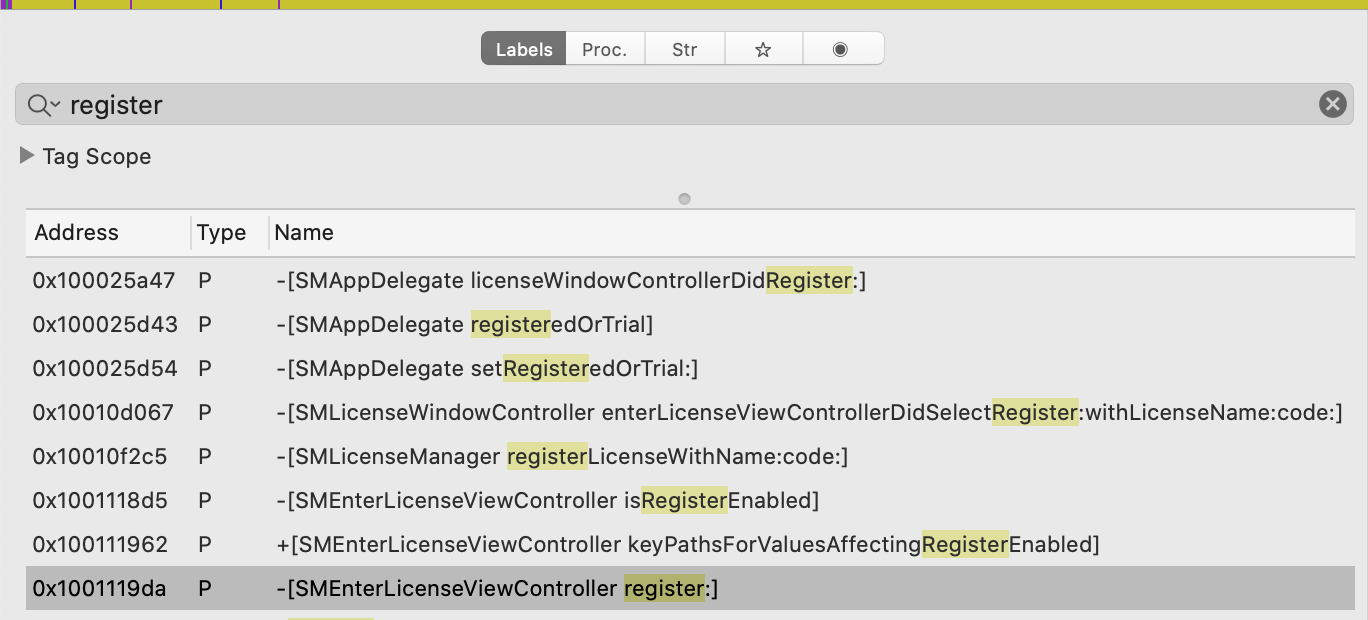 Labels Proc. Str
register
Tag Scope
Address Type Name
0x100025a47 P -[SMAppDelegate licenseWindowControllerDidRegister:]
0x100025d43 P -[SMAppDelegate registeredOrTrial]
0x100025d54 P -[SMAppDelegate setRegisteredOrTrial:]
0x10010d067 P -[SMLicenseWindowController enterLicenseViewControllerDidSelectRegister:withLicenseName:code:]
0x10010f2c5 P -[SMLicenseManager registerLicenseWithName:code:]
0x1001118d5 P -[SMEnterLicenseViewController isRegisterEnabled]
0x100111962 P +[SMEnterLicenseViewController keyPathsForValuesAffectingRegisterEnabled]
0x1001119da P -[SMEnterLicenseViewController register:]